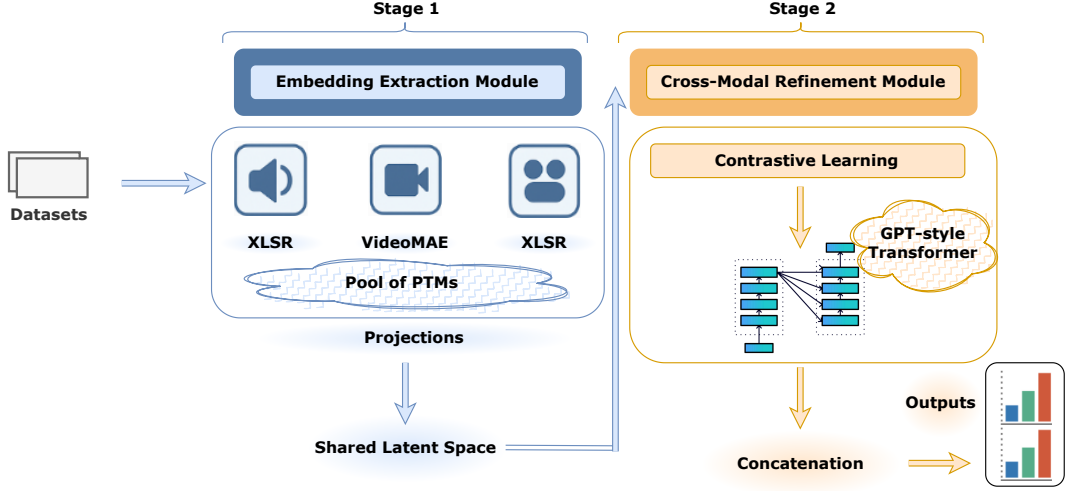 Stage 1
Embedding Extraction Module
Datasets
XLSR
VideoMAE
XLSR
Pool of PTMs
Projections
Shared Latent Space
Stage 2
Cross-Modal Refinement Module
Contrastive Learning
GPT-style
Transformer
Concatenation
Outputs